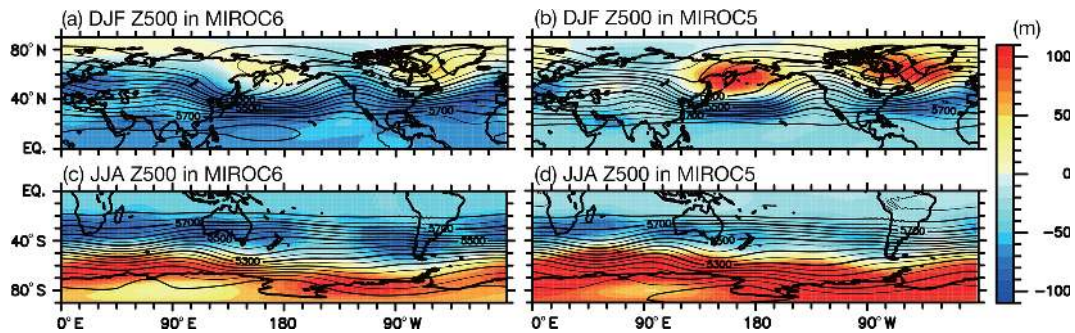 (a) DJF Z500 in MIROC6
(b) DJF Z500 in MIROC5
(m)
80°N
40°N
EQ.
5700
5700
5700
5700
100
50
0
−50
−100
(c) JJA Z500 in MIROC6
(d) JJA Z500 in MIROC5
EQ.
40°S
80°S
5700
5500
5300
5700
5500
5700
5500
5300
5700
0°E 90°E 180 90°W
0°E 90°E 180 90°W